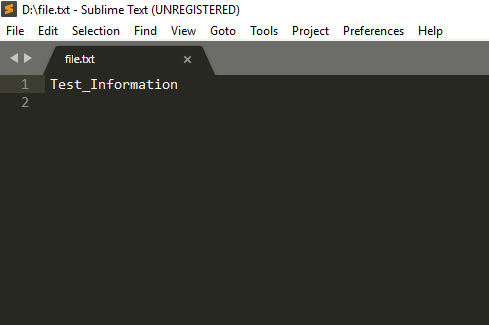 D:\file.txt - Sublime Text (UNREGISTERED)
File Edit Selection Find View Goto Tools Project Preferences Help
file.txt
1 Test_Information
2